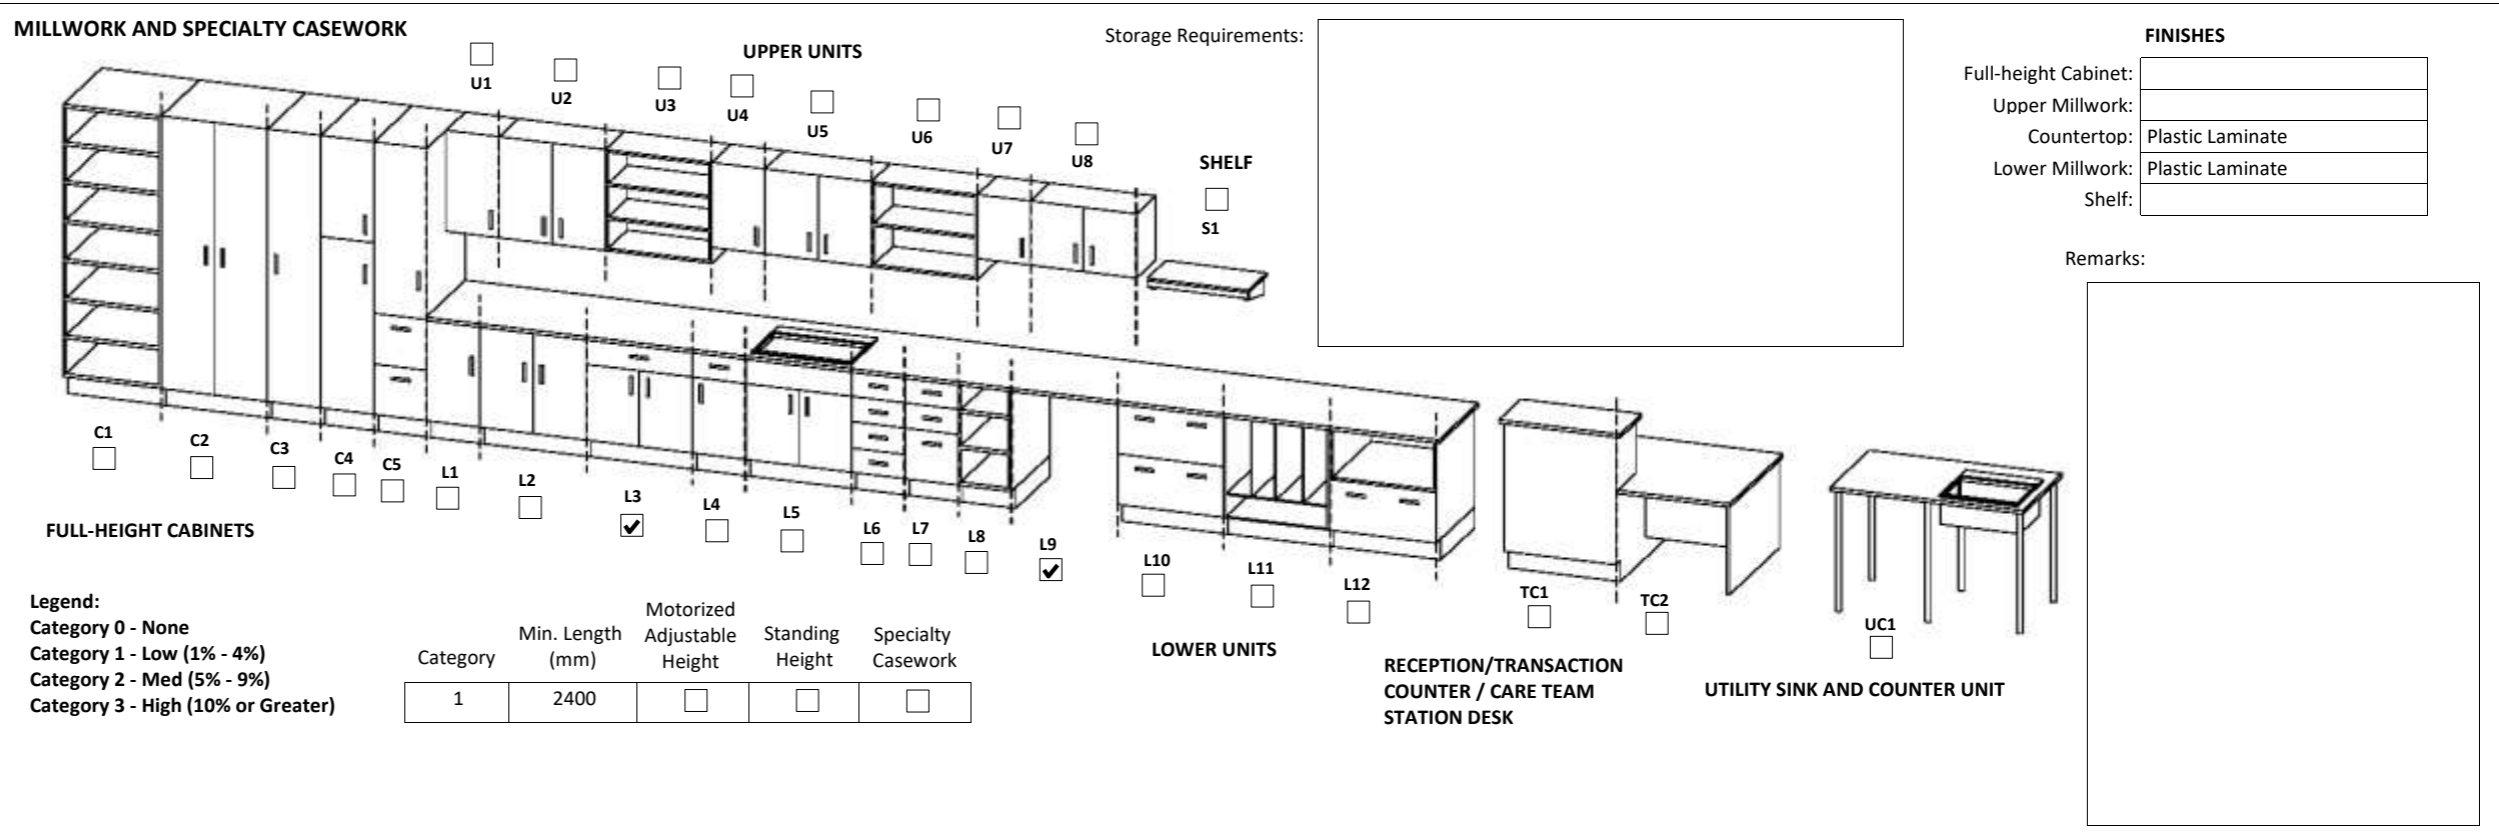 MILLWORK AND SPECIALTY CASEWORK
UPPER UNITS
U1
U2
U3
U4
U5
U6
U7
U8
SHELF
S1
Storage Requirements:
FINISHES
Full-height Cabinet:
Upper Millwork:
Countertop: Plastic Laminate
Lower Millwork: Plastic Laminate
Shelf:
Remarks:
C1
C2
C3
C4
C5
L1
L2
L3
L4
L5
L6
L7
L8
L9
L10
L11
L12
TC1
TC2
UC1
FULL-HEIGHT CABINETS
LOWER UNITS
RECEPTION/TRANSACTION
COUNTER / CARE TEAM
STATION DESK
UTILITY SINK AND COUNTER UNIT
Legend:
Category 0 - None
Category 1 - Low (1% - 4%)
Category 2 - Med (5% - 9%)
Category 3 - High (10% or Greater)
Category
Min. Length
(mm)
Motorized
Adjustable
Height
Standing
Height
Specialty
Casework
1
2400